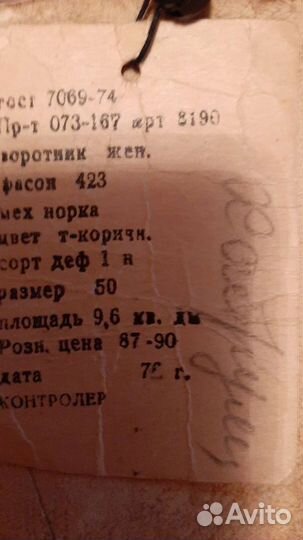 гост 7069-74
Пр-т 073-167 арт 8190
воротник жен.
фасон 423
мех норка
цвет т-коричн.
сорт деф 1 н
размер 50
площадь 9,6 кв. дм
Розн. цена 87-90
дата 78 г.
КОНТРОЛЕР
Avito